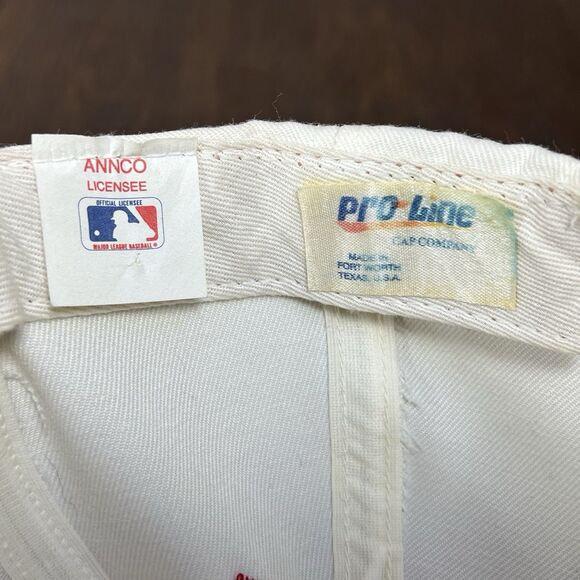 ANNCO
LICENSEE
OFFICIAL LICENSEE
MAJOR LEAGUE BASEBALL®
Pro-Line
CAP COMPANY
MADE IN
FORT WORTH
TEXAS, U.S.A.